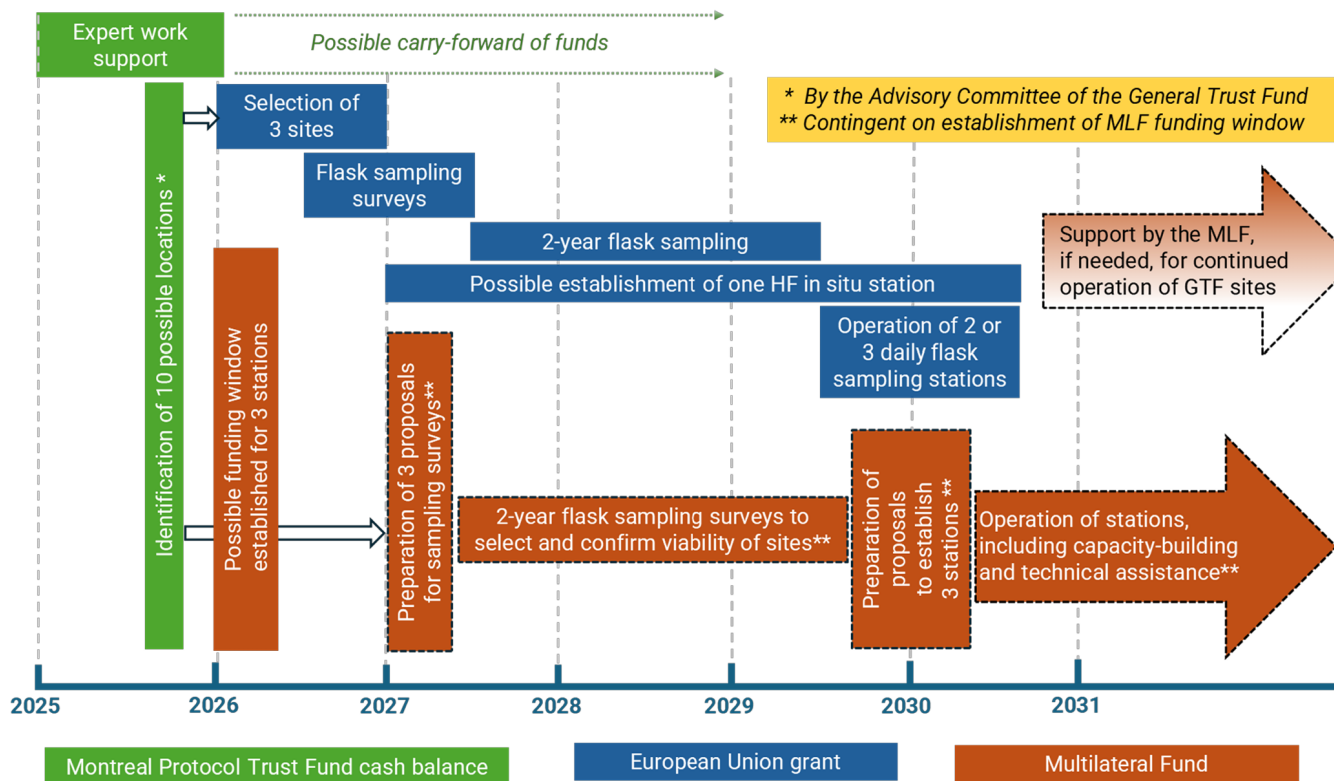 Expert work
support
Possible carry-forward of funds
* By the Advisory Committee of the General Trust Fund
** Contingent on establishment of MLF funding window
Identification of 10 possible locations *
Selection of
3 sites
Flask sampling
surveys
2-year flask sampling
Possible establishment of one HF in situ station
Operation of 2 or
3 daily flask
sampling stations
Support by the MLF,
if needed, for continued
operation of GTF sites
Possible funding window
established for 3 stations
Preparation of 3 proposals
for sampling surveys**
2-year flask sampling surveys to
select and confirm viability of sites**
Preparation of
proposals
to establish
3 stations **
Operation of stations,
including capacity-building
and technical assistance**
2025
2026
2027
2028
2029
2030
2031
Montreal Protocol Trust Fund cash balance
European Union grant
Multilateral Fund